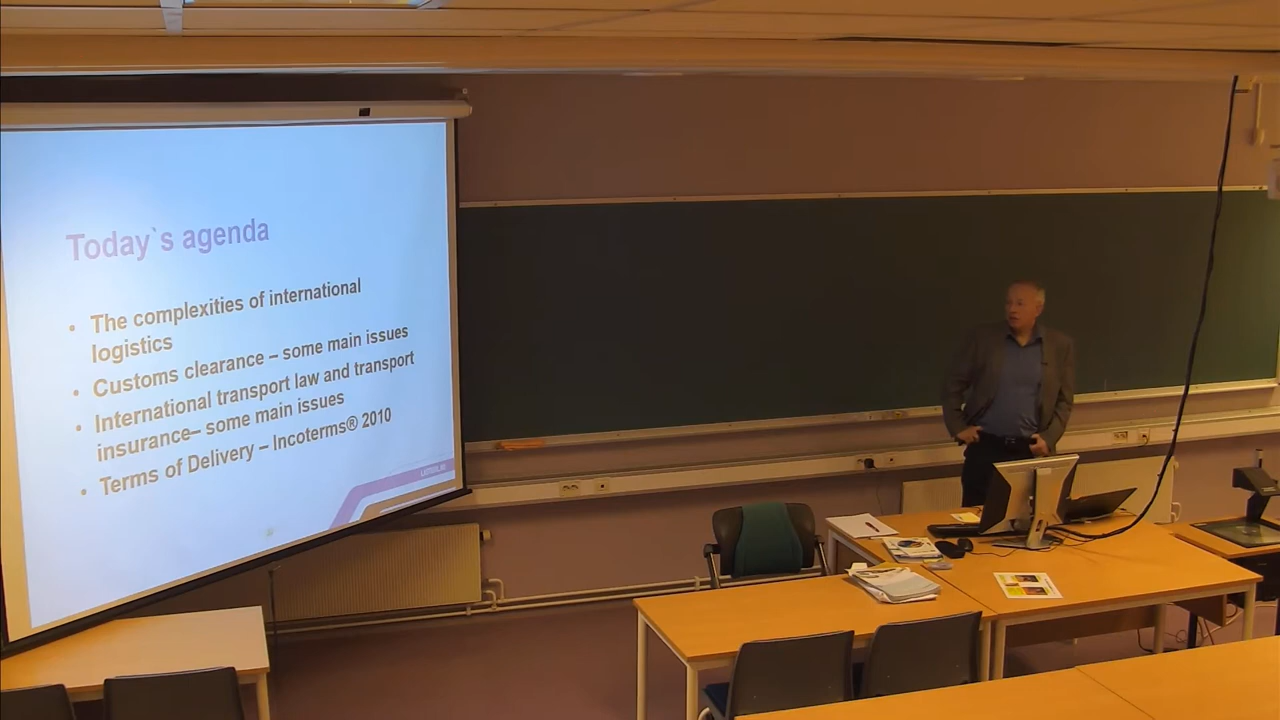 Today`s agenda
• The complexities of international
logistics
• Customs clearance – some main issues
• International transport law and transport
insurance– some main issues
• Terms of Delivery – Incoterms® 2010